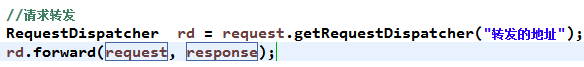 //请求转发
RequestDispatcher  rd = request.getRequestDispatcher("转发的地址");
rd.forward(request, response);